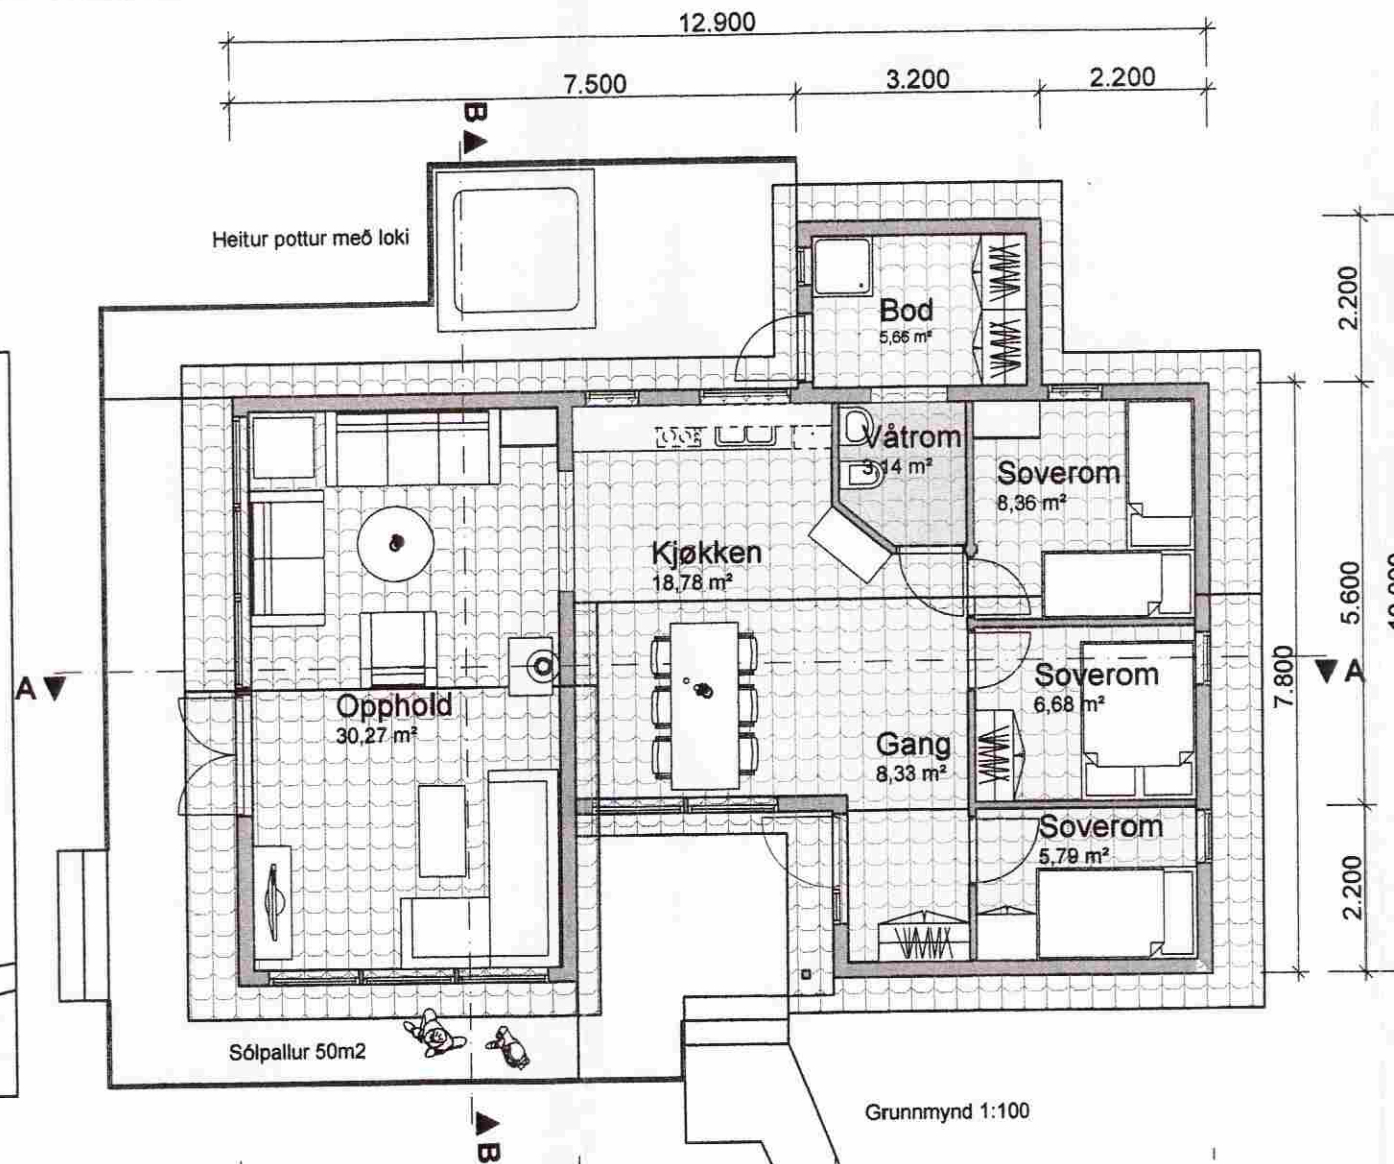 12.900
7.500
3.200
2.200
B
Heitur pottur með loki
Bod
5,66 m²
2.200
Våtrom
3,14 m²
Soverom
8,36 m²
Kjøkken
18,78 m²
5.600
7.800
A
A
Soverom
6,68 m²
Opphold
30,27 m²
Gang
8,33 m²
Soverom
5,79 m²
2.200
Sólpallur 50m2
Grunnmynd 1:100
B